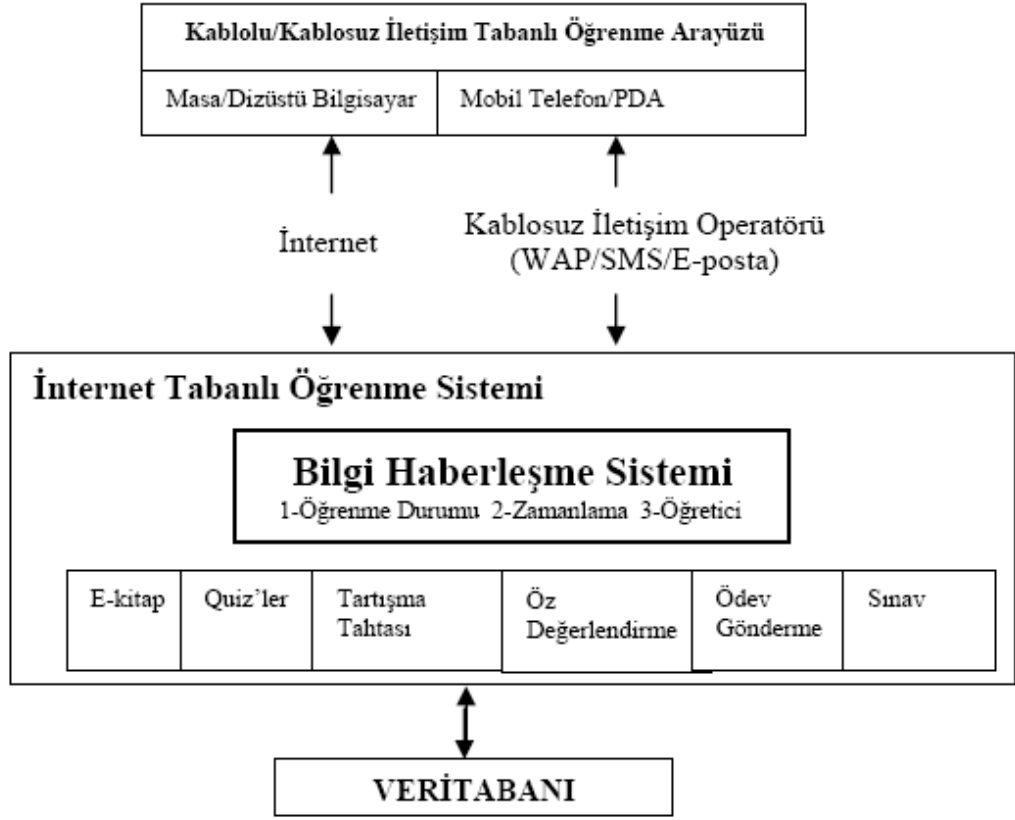 Kablolu/Kablosuz İletişim Tabanlı Öğrenme Arayüzü
Masa/Dizüstü Bilgisayar
Mobil Telefon/PDA
İnternet
Kablosuz İletişim Operatörü
(WAP/SMS/E-posta)
İnternet Tabanlı Öğrenme Sistemi
Bilgi Haberleşme Sistemi
1-Öğrenme Durumu 2-Zamanlama 3-Öğretici
E-kitap
Quiz’ler
Tartışma
Tahtası
Öz
Değerlendirme
Ödev
Gönderme
Sınav
VERİTABANI